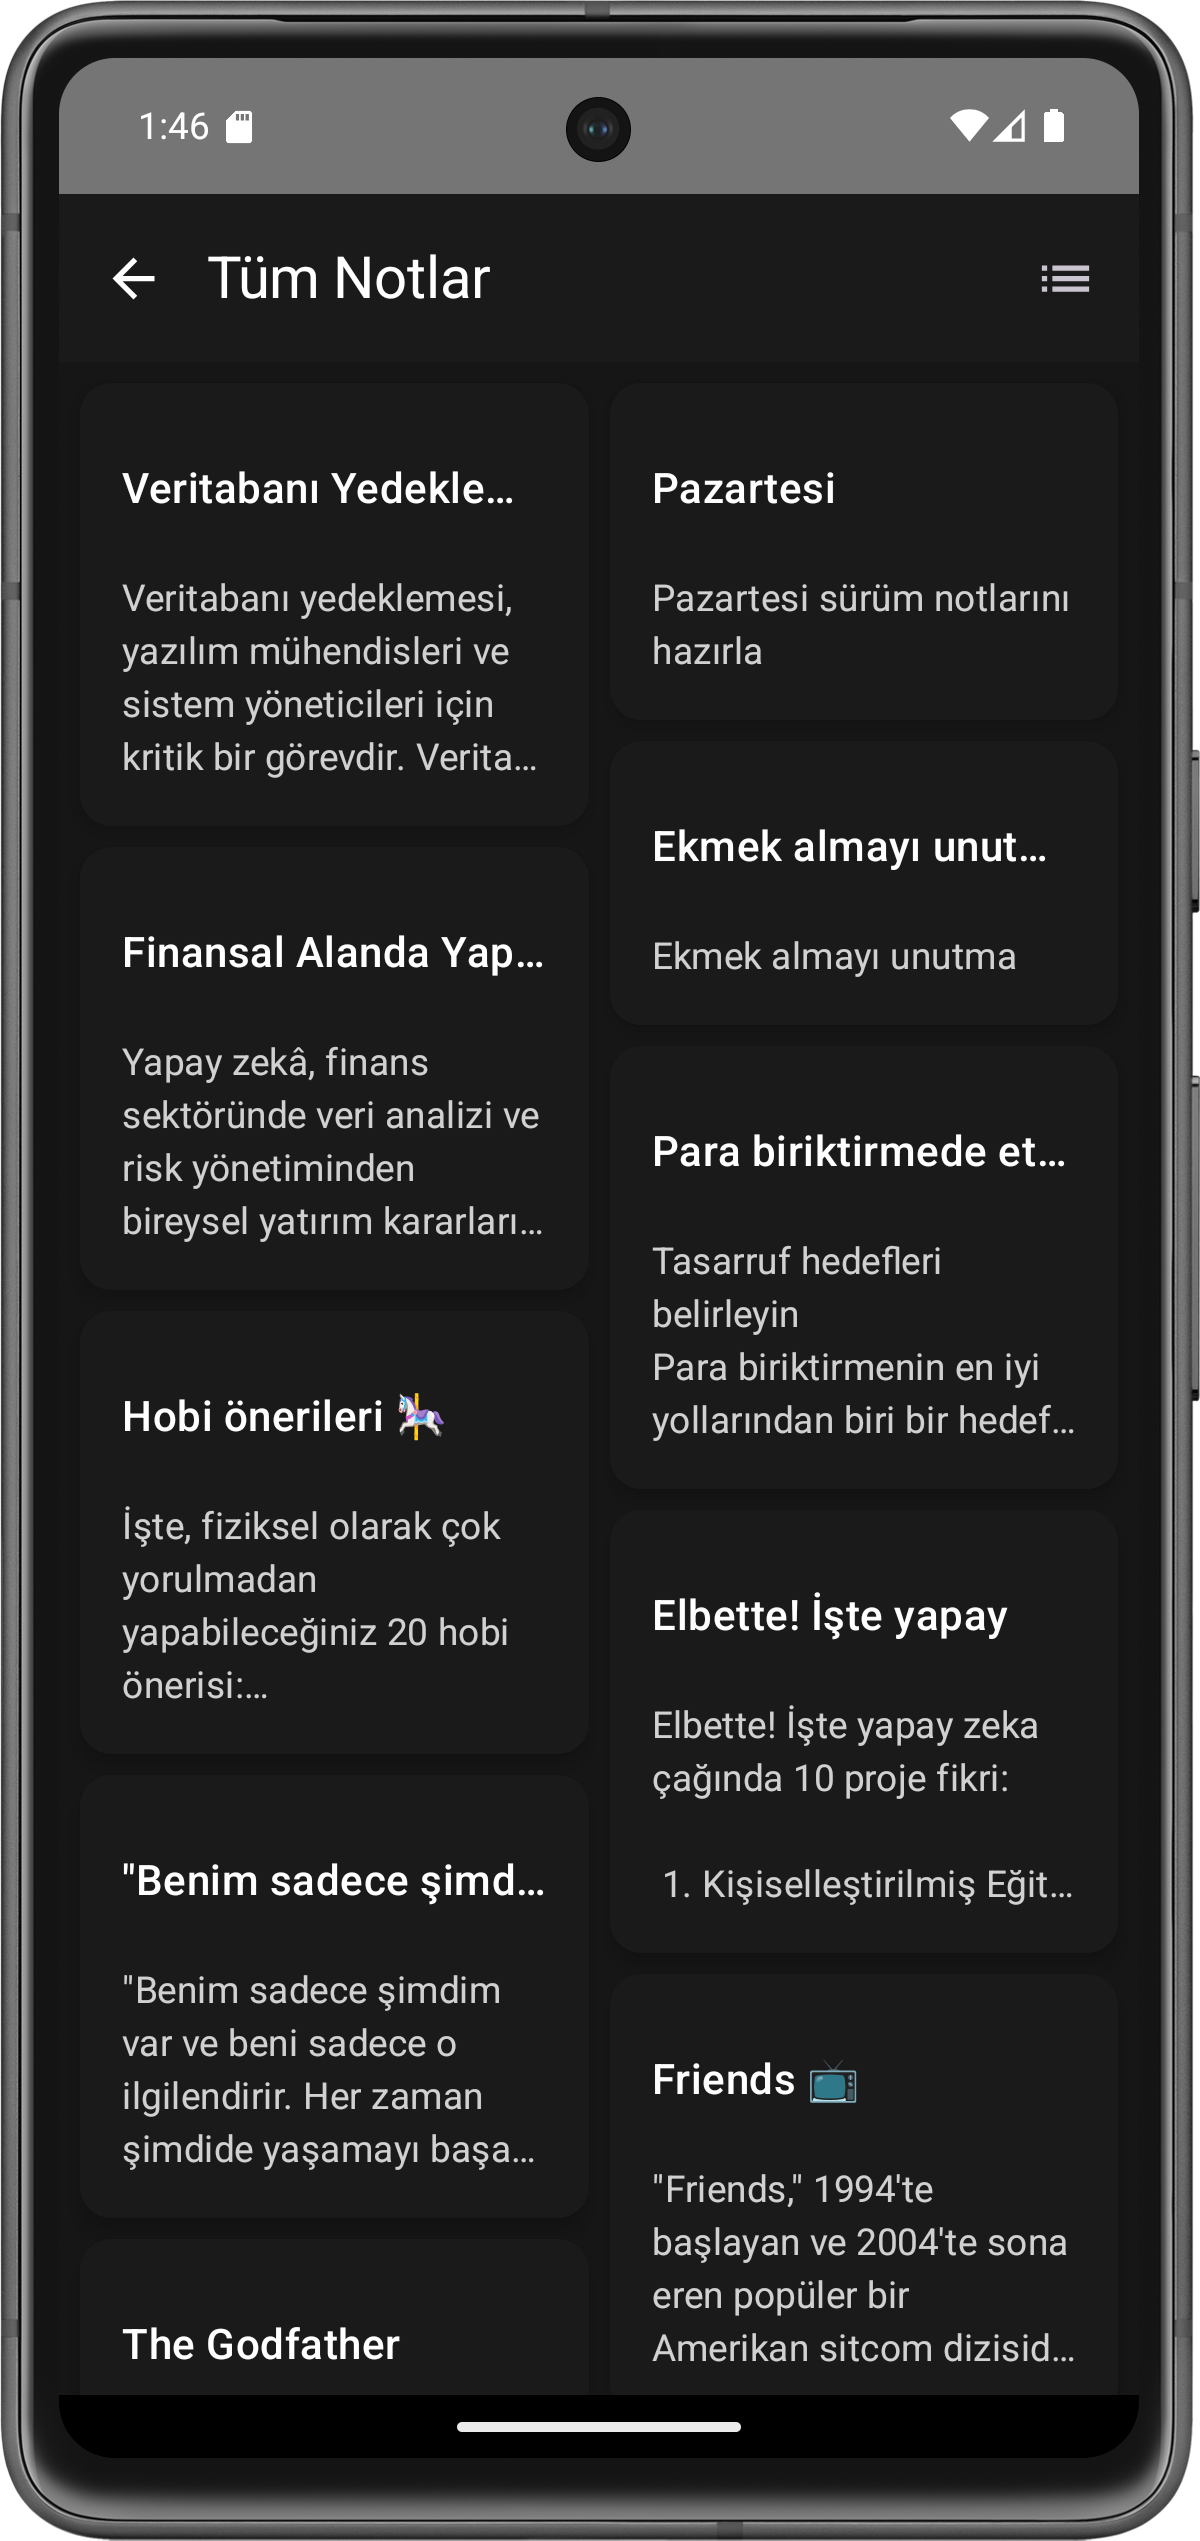 1:46
Tüm Notlar
Veritabanı Yedekle...
Veritabanı yedeklemesi,
yazılım mühendisleri ve
sistem yöneticileri için
kritik bir görevdir. Verita...
Finansal Alanda Yap...
Yapay zekâ, finans
sektöründe veri analizi ve
risk yönetiminden
bireysel yatırım kararları...
Hobi önerileri 🎠
İşte, fiziksel olarak çok
yorulmadan
yapabileceğiniz 20 hobi
önerisi:...
"Benim sadece şimd...
"Benim sadece şimdim
var ve beni sadece o
ilgilendirir. Her zaman
şimdide yaşamayı başa...
The Godfather
Pazartesi
Pazartesi sürüm notlarını
hazırla
Ekmek almayı unut...
Ekmek almayı unutma
Para biriktirmede et...
Tasarruf hedefleri
belirleyin
Para biriktirmenin en iyi
yollarından biri bir hedef...
Elbette! İşte yapay
Elbette! İşte yapay zeka
çağında 10 proje fikri:
1. Kişiselleştirilmiş Eğit...
Friends 📺
"Friends," 1994'te
başlayan ve 2004'te sona
eren popüler bir
Amerikan sitcom dizisid...